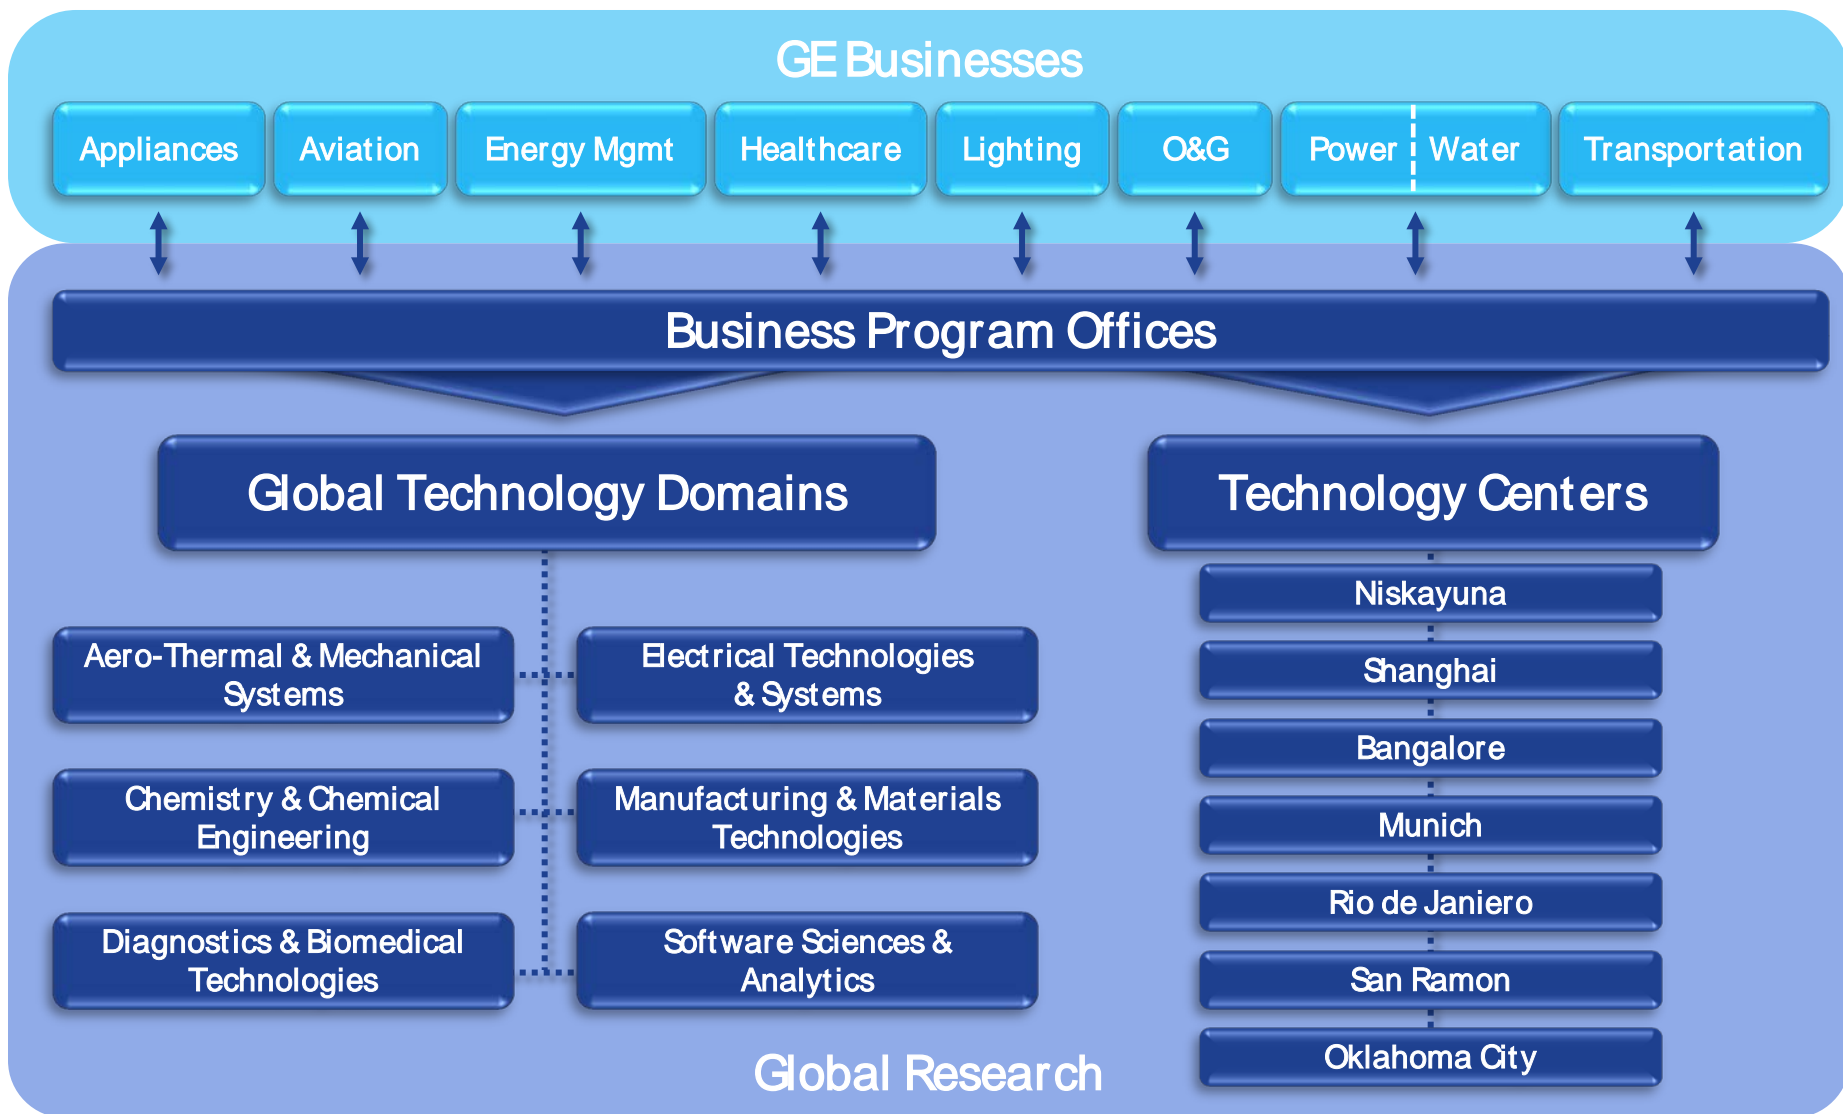 GE Businesses
Appliances
Aviation
Energy Mgmt
Healthcare
Lighting
O&G
Power
Water
Transportation
Business Program Offices
Global Technology Domains
Aero-Thermal & Mechanical
Systems
Electrical Technologies
& Systems
Chemistry & Chemical
Engineering
Manufacturing & Materials
Technologies
Diagnostics & Biomedical
Technologies
Software Sciences &
Analytics
Technology Centers
Niskayuna
Shanghai
Bangalore
Munich
Rio de Janiero
San Ramon
Oklahoma City
Global Research